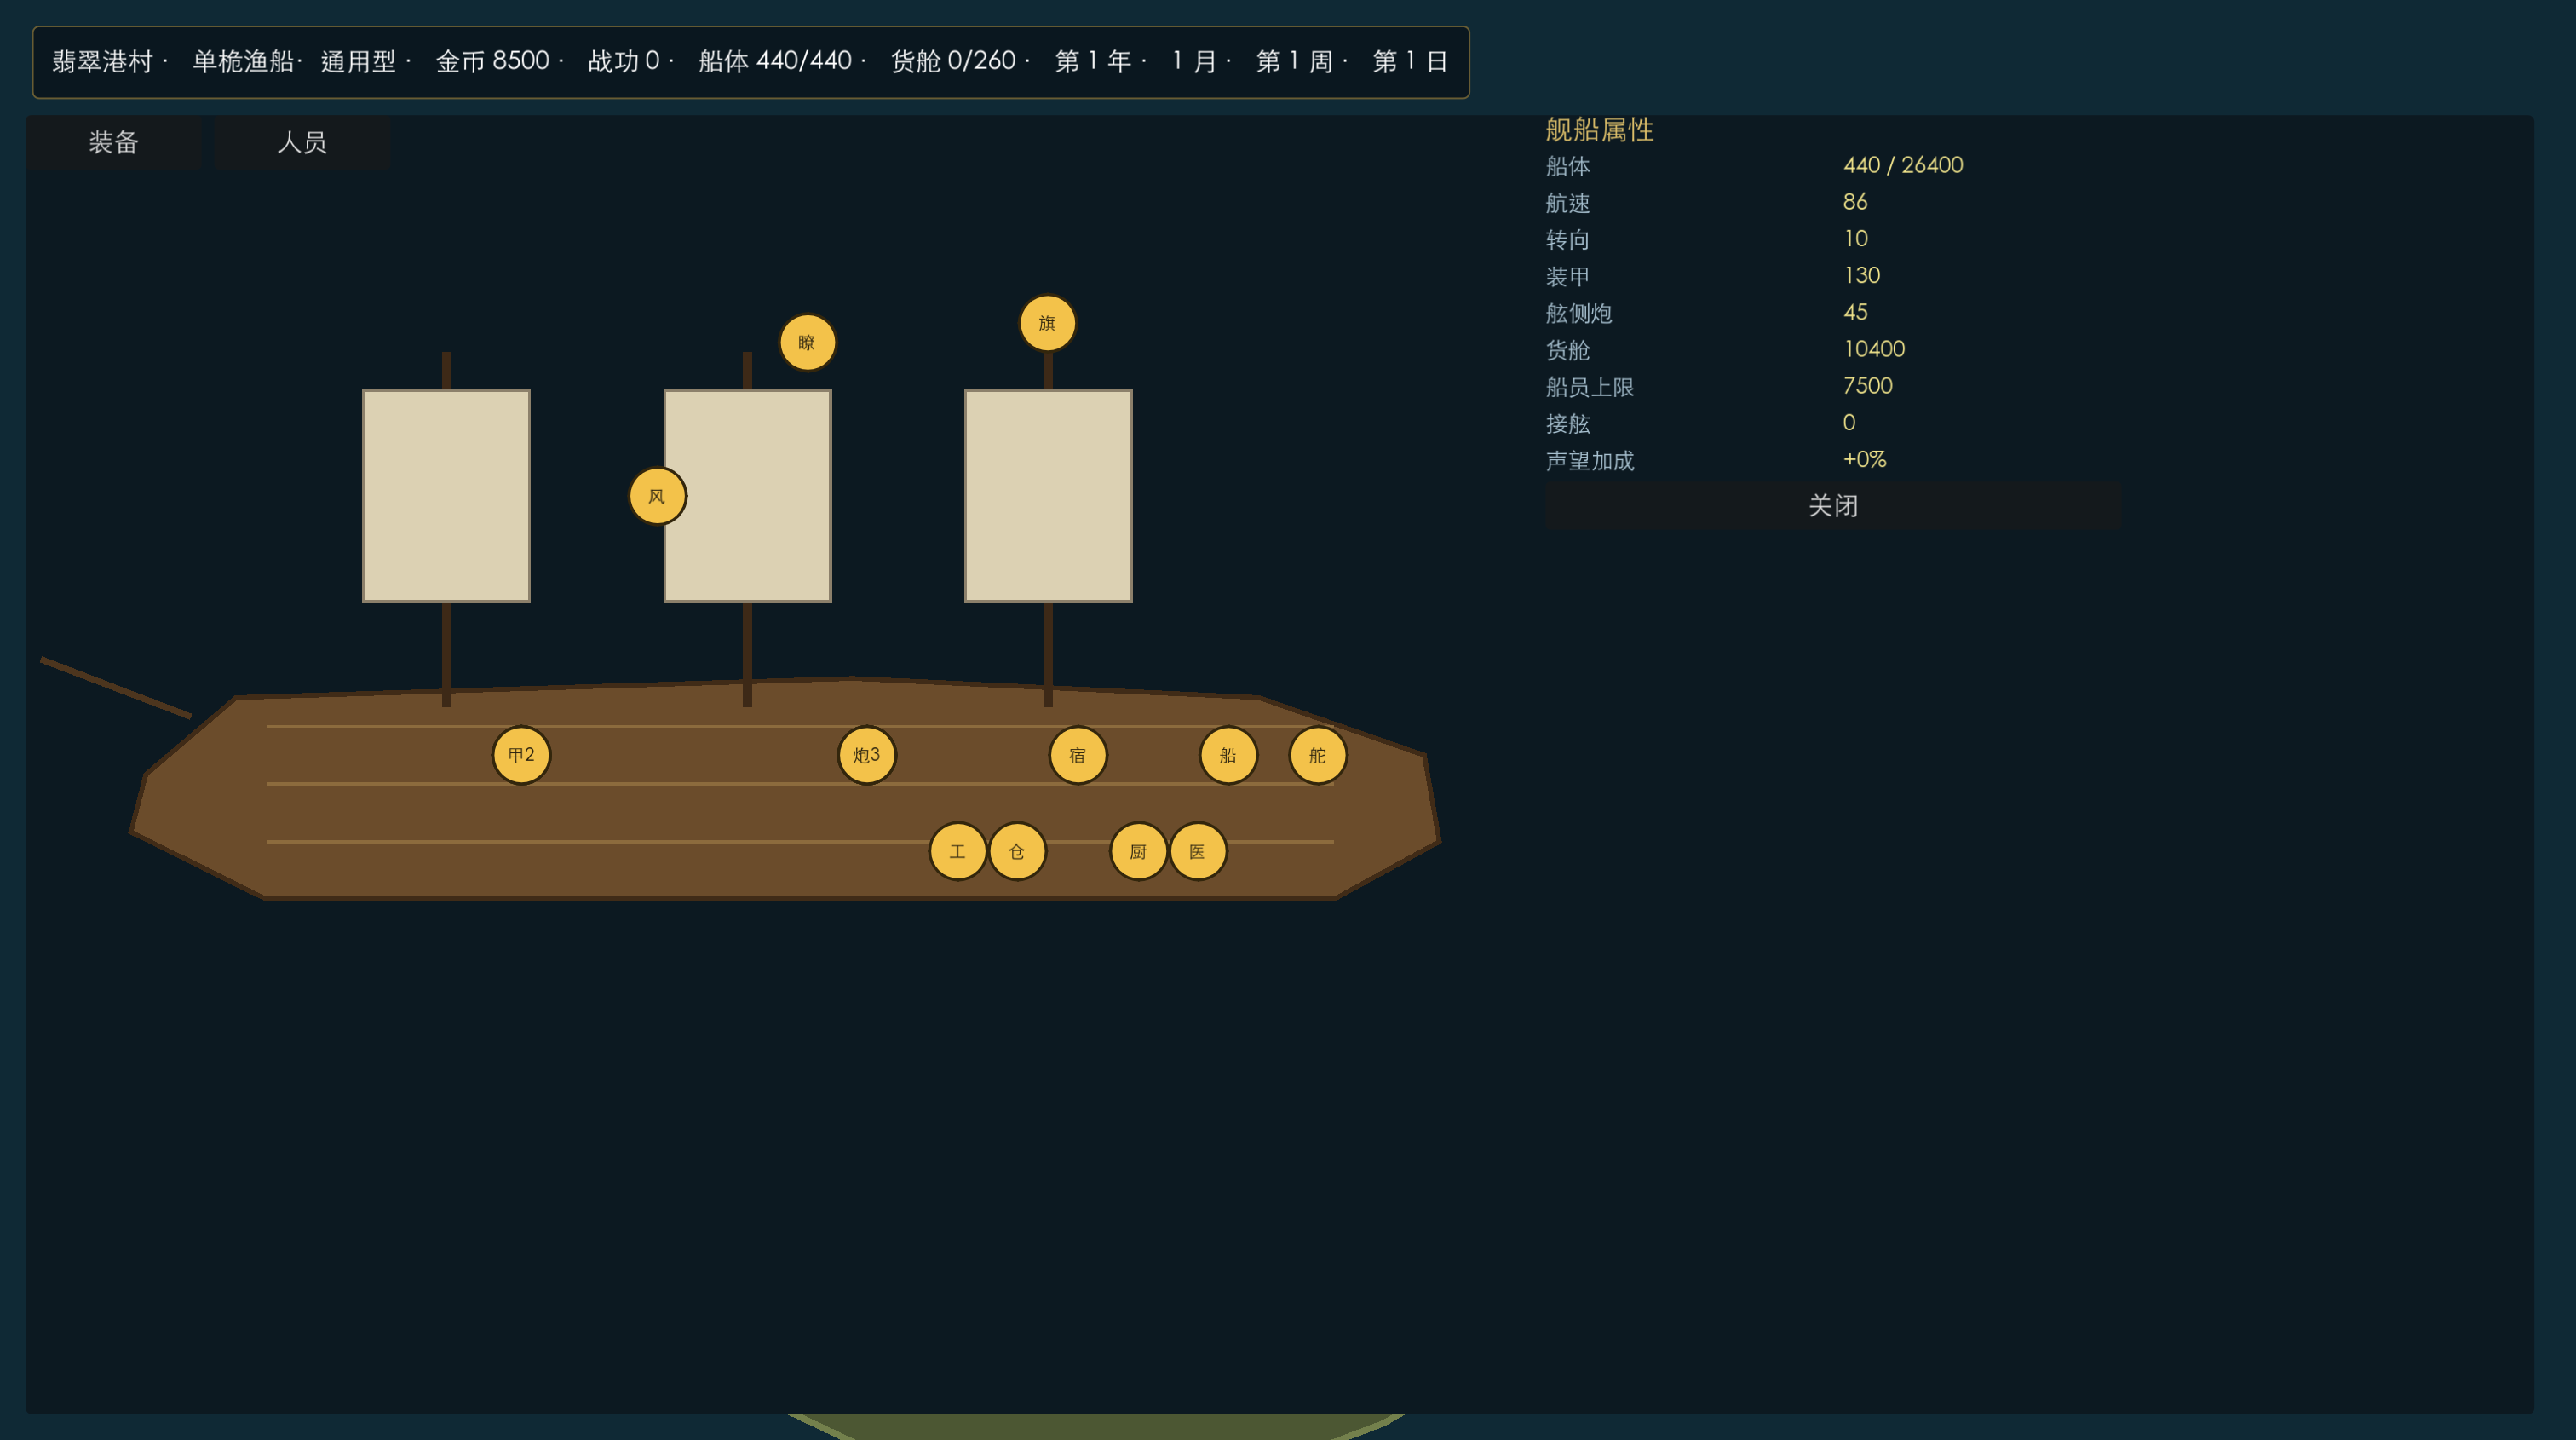 翡翠港村 · 单桅渔船· 通用型 · 金币 8500 · 战功 0 · 船体 440/440 · 货舱 0/260 · 第 1 年 · 1 月 · 第 1 周 · 第 1 日
装备 人员
舰船属性
船体 440 / 26400
航速 86
转向 10
装甲 130
舷侧炮 45
货舱 10400
船员上限 7500
接舷 0
声望加成 +0%
关闭
旗
瞭
风
甲2 炮3 宿 船 舵
工 仓 厨 医